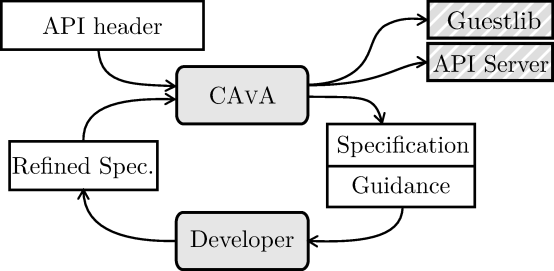 API header
Guestlib
API Server
CAvA
Specification
Refined Spec.
Guidance
Developer